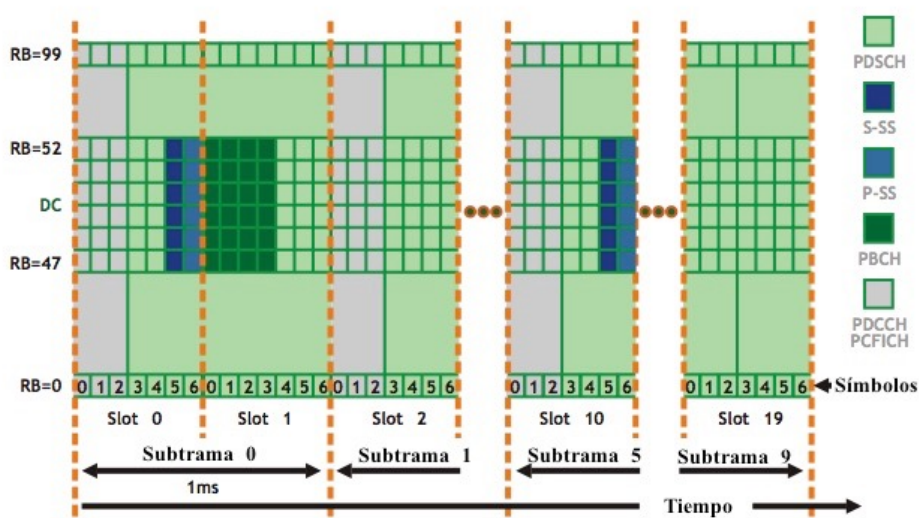 RB=99
RB=52
DC
RB=47
RB=0
0 1 2 3 4 5 6 0 1 2 3 4 5 6 0 1 2 3 4 5 6
0 1 2 3 4 5 6
0 1 2 3 4 5 6
Símbolos
Slot 0
Slot 1
Slot 2
Slot 10
Slot 19
Subtrama 0
Subtrama 1
Subtrama 5
Subtrama 9
1ms
Tiempo
PDSCH
S-SS
P-SS
PBCH
PDCCH
PCFICH